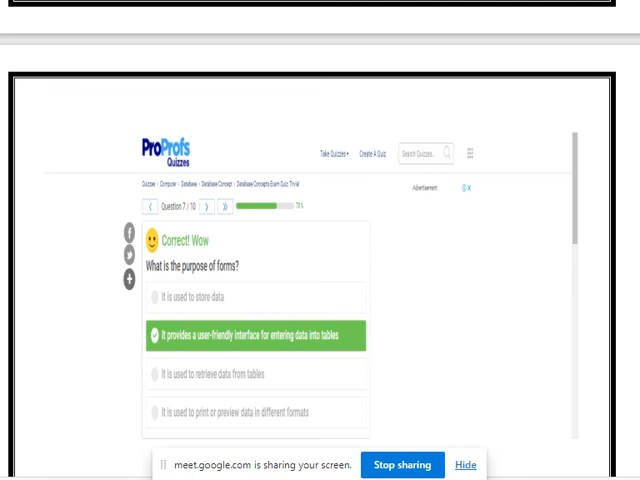 ProProfs
Quizzes
Take Quizzes
Create A Quiz
Search Quizzes..
Quizzes › Computer › Database › Database Concept › Database Concepts Exam Quiz: Trivia!
Advertisement
Question 7 / 10
70%
Correct! Wow
What is the purpose of forms?
It is used to store data
It provides a user-friendly interface for entering data into tables
It is used to retrieve data from tables
It is used to print or preview data in different formats
meet.google.com is sharing your screen.
Stop sharing
Hide